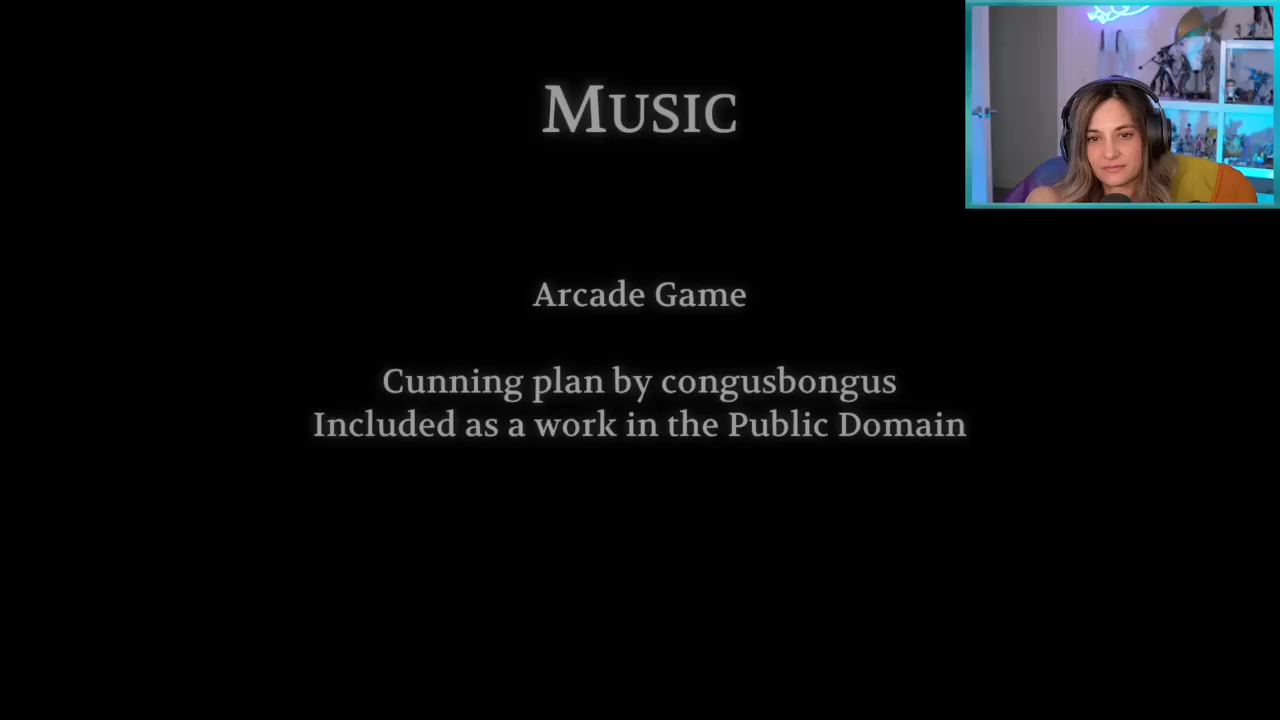 Music
Arcade Game
Cunning plan by congusbongus
Included as a work in the Public Domain